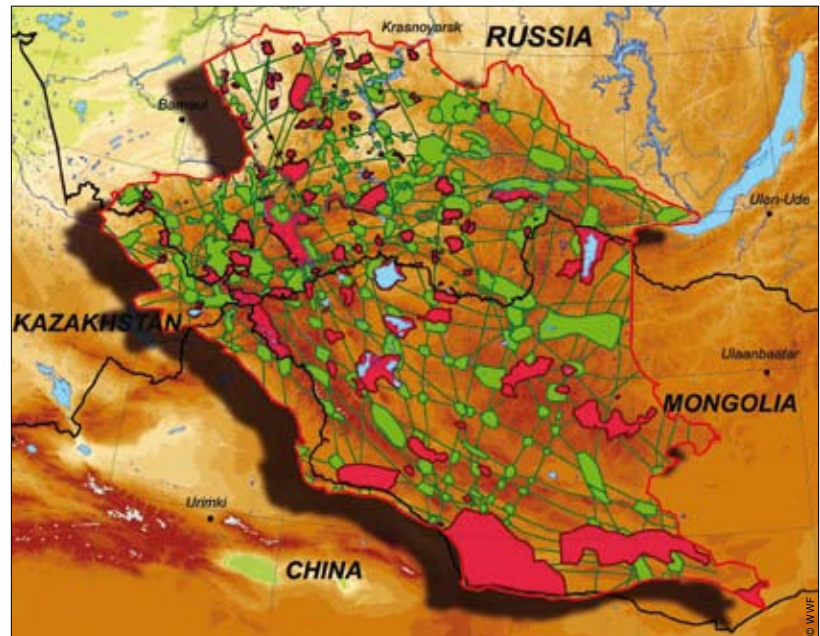 Krasnoyarsk
RUSSIA
Barnaul
Ulan-Ude
KAZAKHSTAN
Ulaanbaatar
MONGOLIA
Urimki
CHINA
© WWF